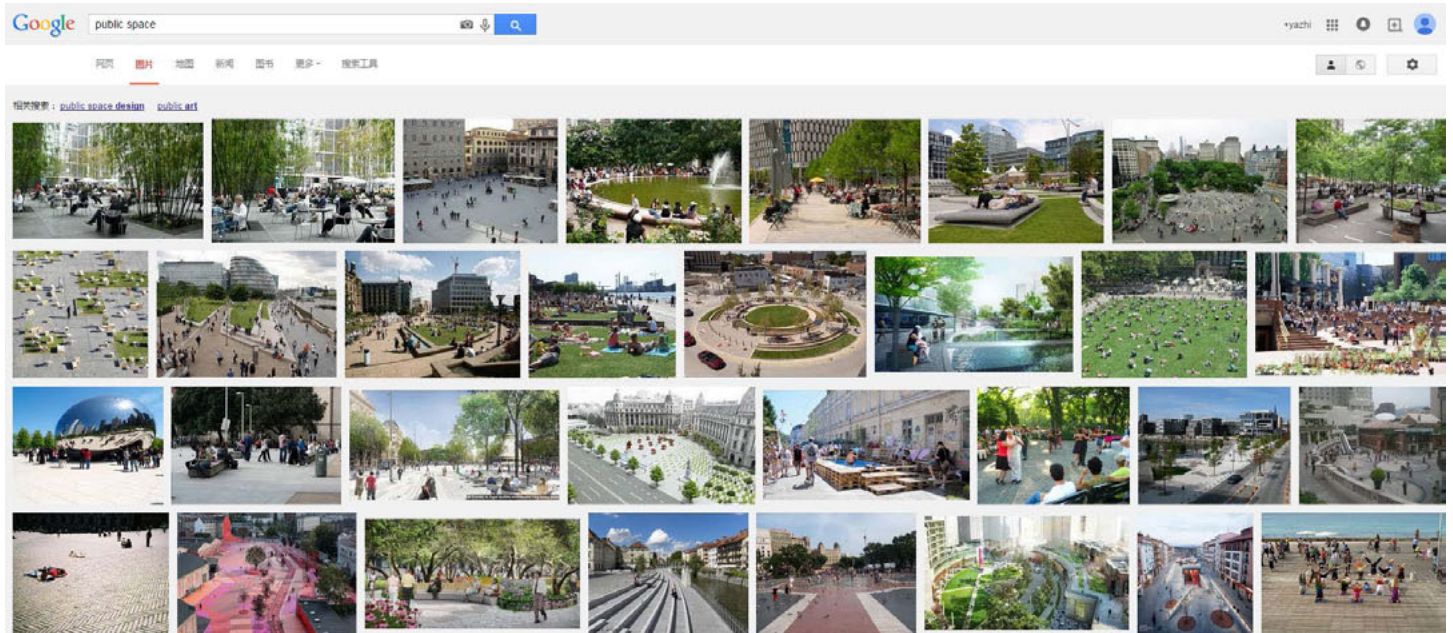 Google public space +yazhi
网页 图片 地图 新闻 图书 更多 搜索工具
相关搜索： public space design public art